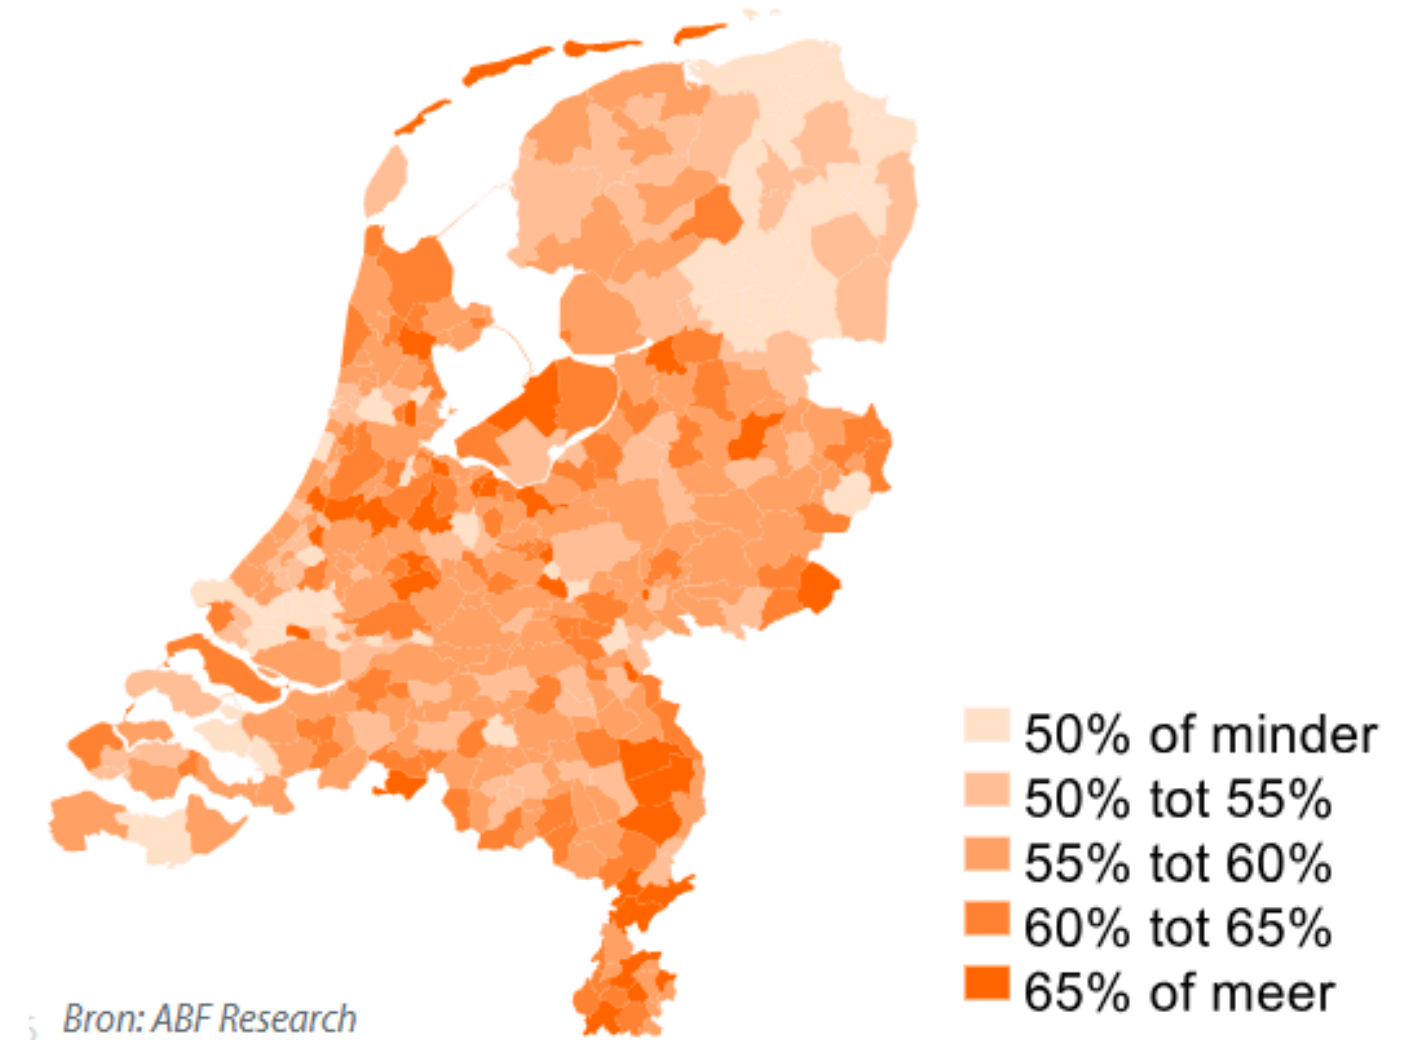 50% of minder
50% tot 55%
55% tot 60%
60% tot 65%
65% of meer
Bron: ABF Research